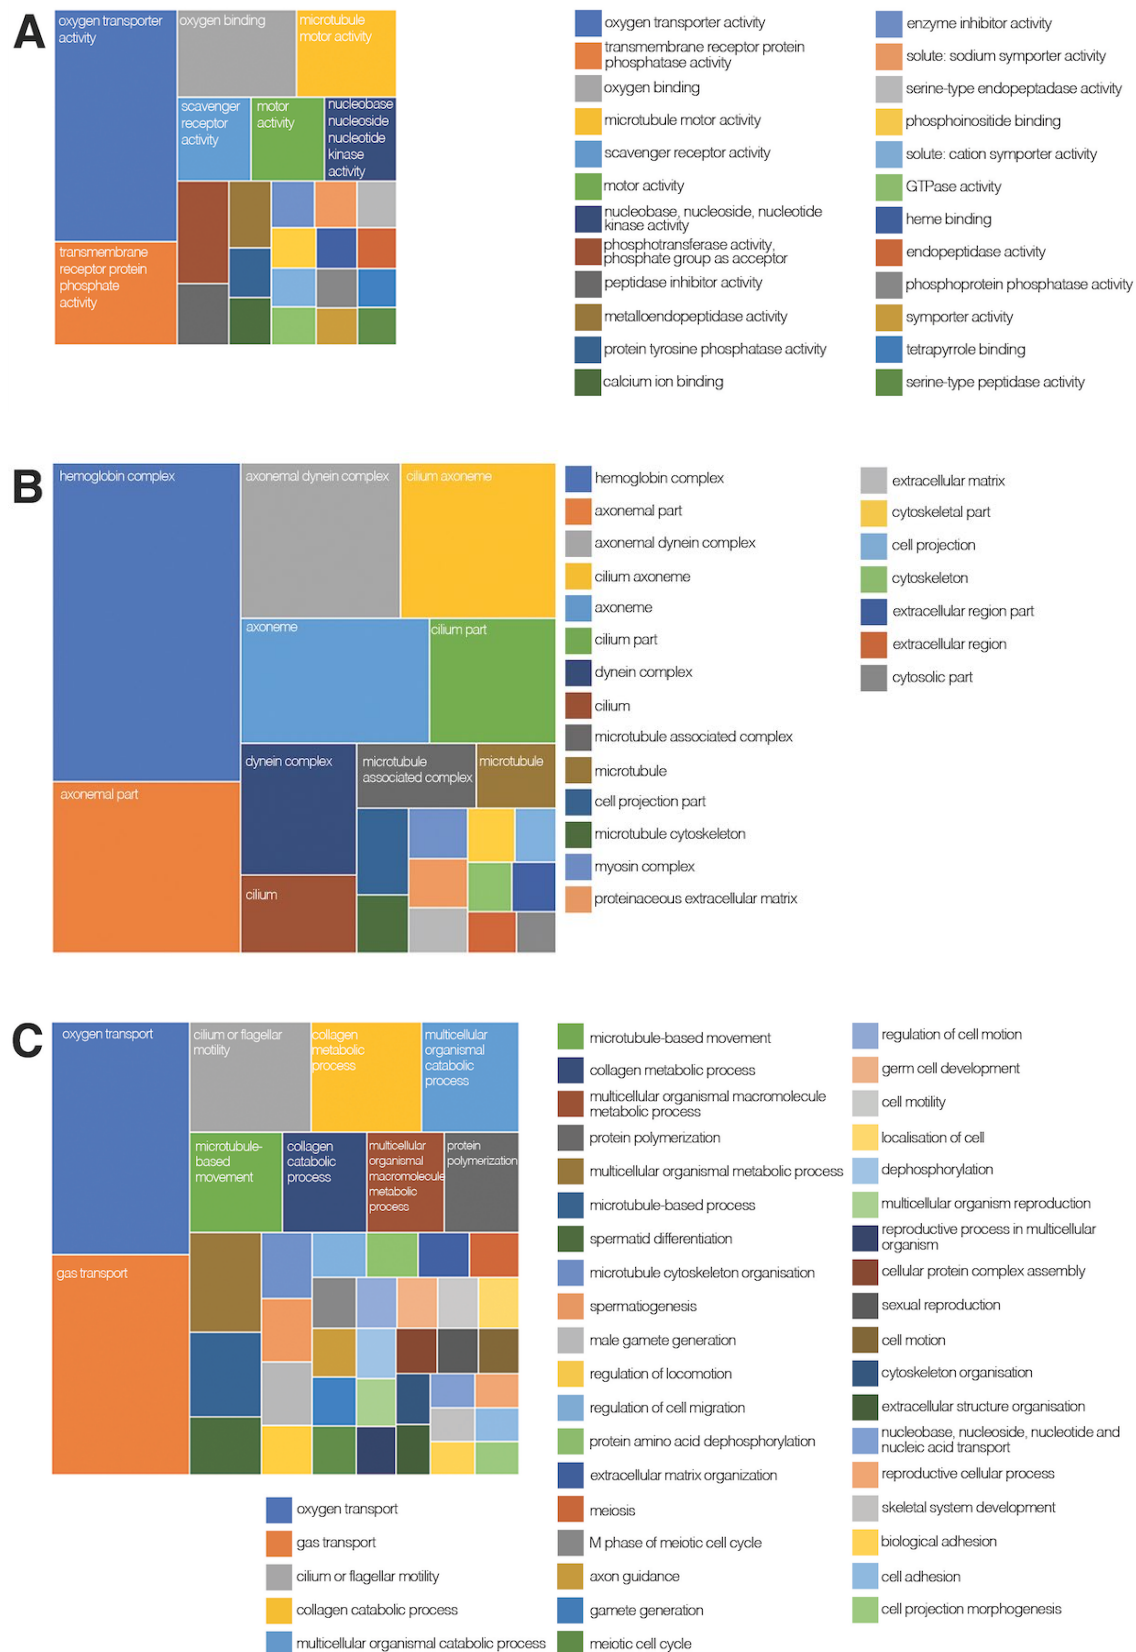 A
oxygen transporter
activity
oxygen binding
microtubule
motor activity
scavenger
receptor
activity
motor
activity
nucleobase
nucleoside
nucleotide
kinase
activity
transmembrane
receptor protein
phosphate
activity
oxygen transporter activity
transmembrane receptor protein
phosphatase activity
oxygen binding
microtubule motor activity
scavenger receptor activity
motor activity
nucleobase, nucleoside, nucleotide
kinase activity
phosphotransferase activity,
phosphate group as acceptor
peptidase inhibitor activity
metalloendopeptidase activity
protein tyrosine phosphatase activity
calcium ion binding
enzyme inhibitor activity
solute: sodium symporter activity
serine-type endopeptadase activity
phosphoinositide binding
solute: cation symporter activity
GTPase activity
heme binding
endopeptidase activity
phosphoprotein phosphatase activity
symporter activity
tetrapyrrole binding
serine-type peptidase activity
B
hemoglobin complex
axonemal dynein complex
cilium axoneme
axoneme
cilium part
dynein complex
microtubule
associated complex
microtubule
axonemal part
cilium
hemoglobin complex
axonemal part
axonemal dynein complex
cilium axoneme
axoneme
cilium part
dynein complex
cilium
microtubule associated complex
microtubule
cell projection part
microtubule cytoskeleton
myosin complex
proteinaceous extracellular matrix
extracellular matrix
cytoskeletal part
cell projection
cytoskeleton
extracellular region part
extracellular region
cytosolic part
C
oxygen transport
cilium or flagellar
motility
collagen
metabolic
process
multicellular
organismal
catabolic
process
microtubule-
based
movement
collagen
catabolic
process
multicellular
organismal
macromolecule
metabolic
process
protein
polymerization
gas transport
oxygen transport
gas transport
cilium or flagellar motility
collagen catabolic process
multicellular organismal catabolic process
microtubule-based movement
collagen metabolic process
multicellular organismal macromolecule
metabolic process
protein polymerization
multicellular organismal metabolic process
microtubule-based process
spermatid differentiation
microtubule cytoskeleton organisation
spermatiogenesis
male gamete generation
regulation of locomotion
regulation of cell migration
protein amino acid dephosphorylation
extracellular matrix organization
meiosis
M phase of meiotic cell cycle
axon guidance
gamete generation
meiotic cell cycle
regulation of cell motion
germ cell development
cell motility
localisation of cell
dephosphorylation
multicellular organism reproduction
reproductive process in multicellular
organism
cellular protein complex assembly
sexual reproduction
cell motion
cytoskeleton organisation
extracellular structure organisation
nucleobase, nucleoside, nucleotide and
nucleic acid transport
reproductive cellular process
skeletal system development
biological adhesion
cell adhesion
cell projection morphogenesis